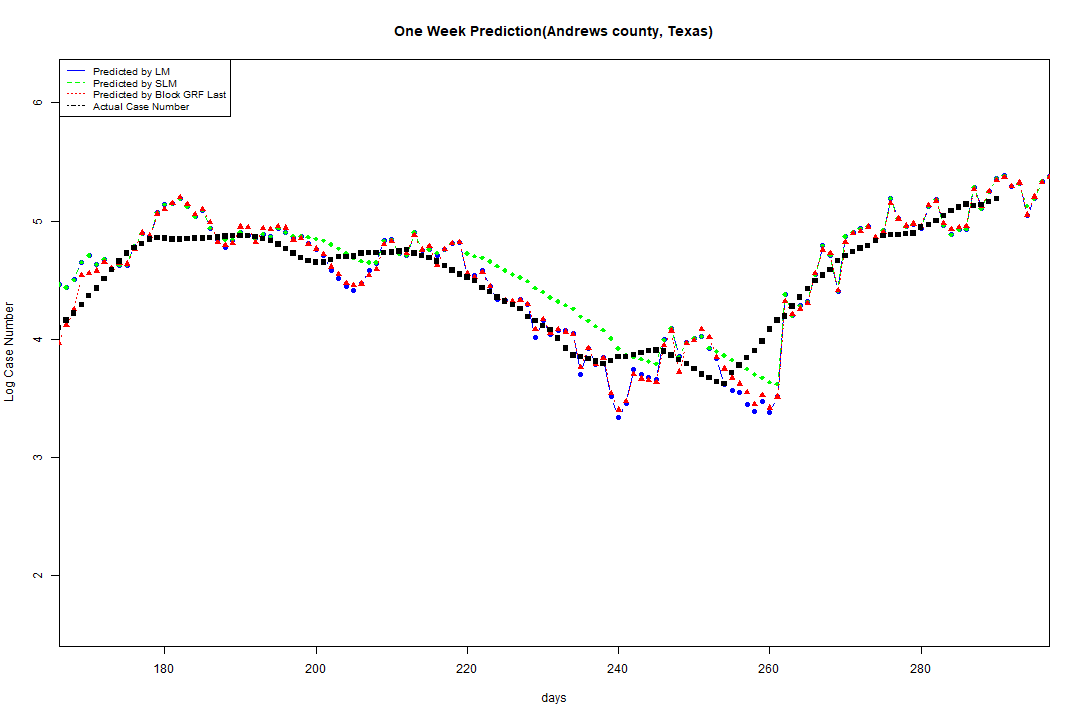 One Week Prediction(Andrews county, Texas)
Predicted by LM
Predicted by SLM
Predicted by Block GRF Last
Actual Case Number
6
5
4
3
2
Log Case Number
180 200 220 240 260 280
days